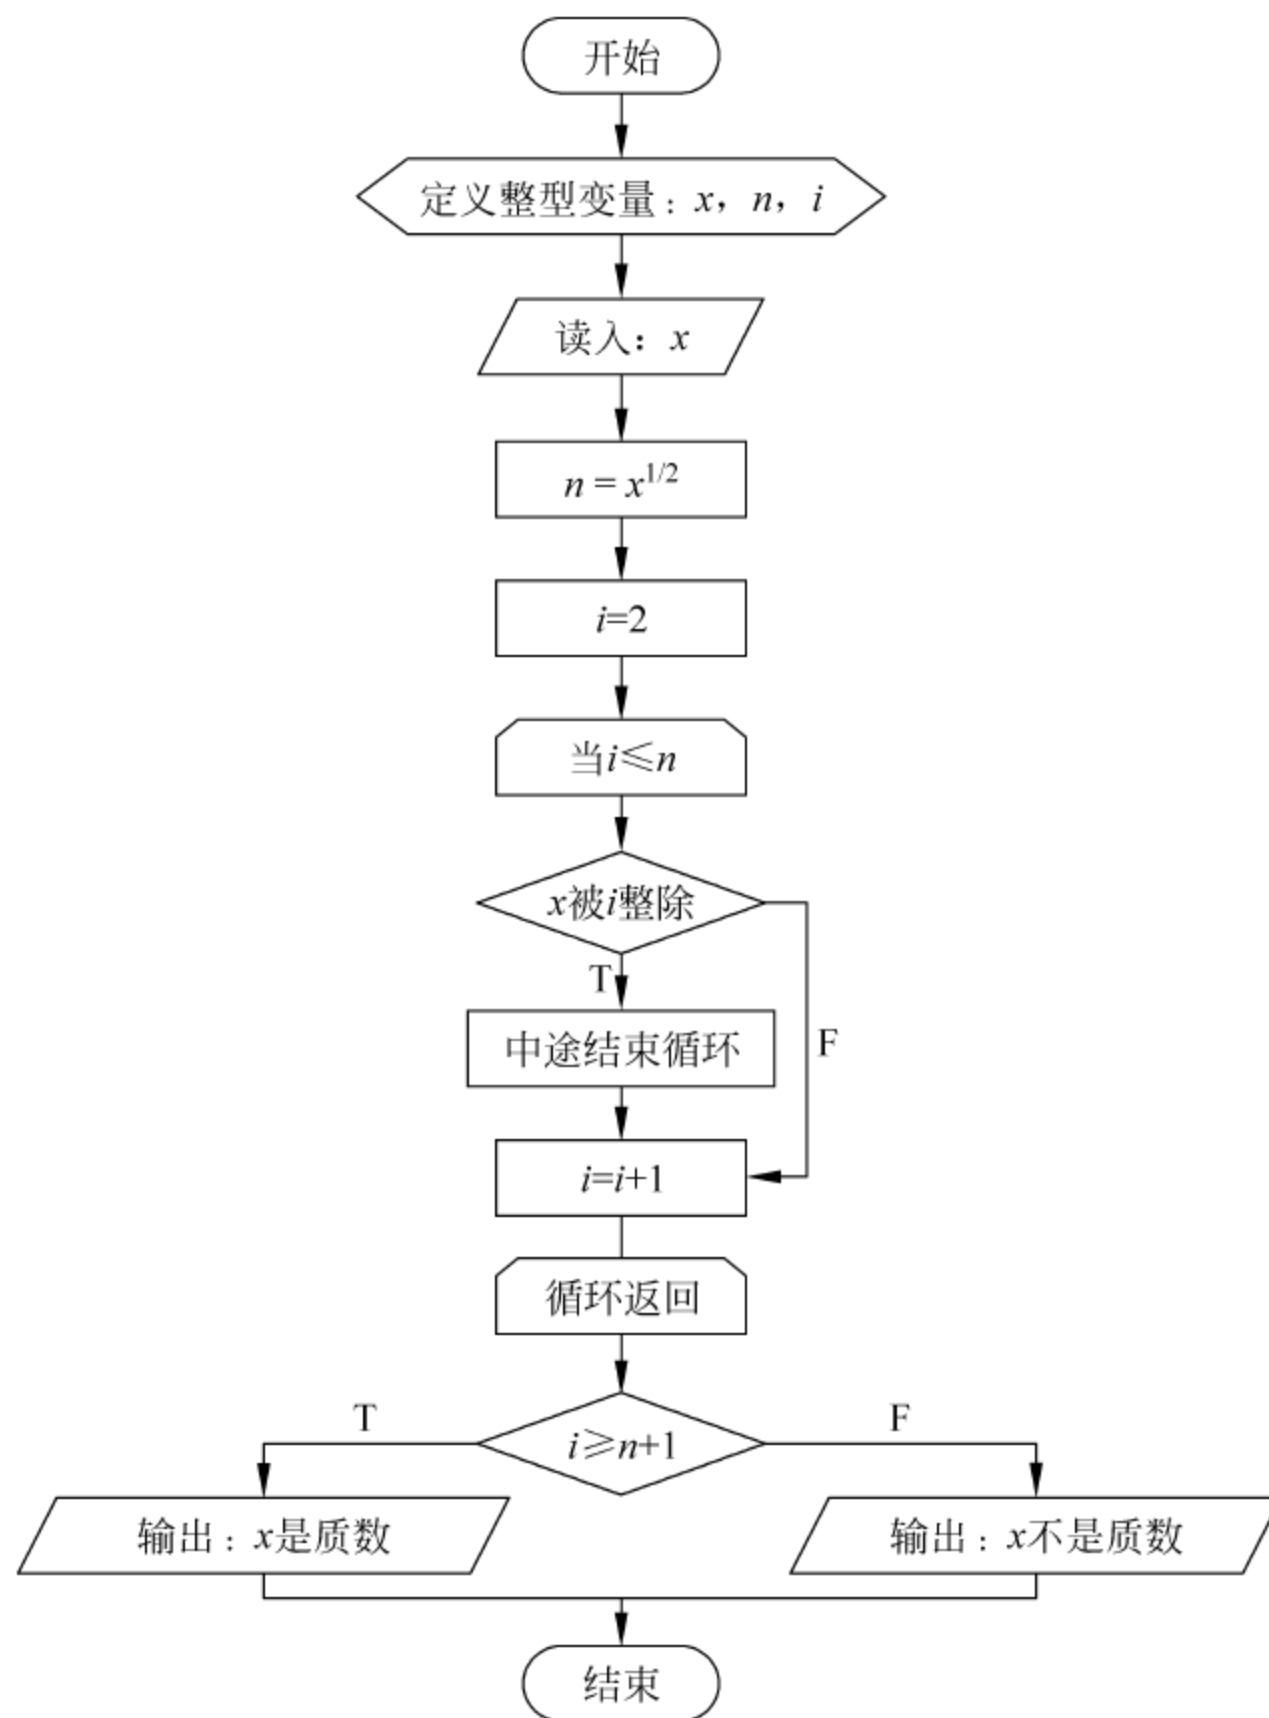 开始
定义整型变量：x，n，i
读入：x
n = x^{1/2}
i=2
当i≤n
x被i整除
T
中途结束循环
F
i=i+1
循环返回
T
i≥n+1
F
输出：x是质数
输出：x不是质数
结束